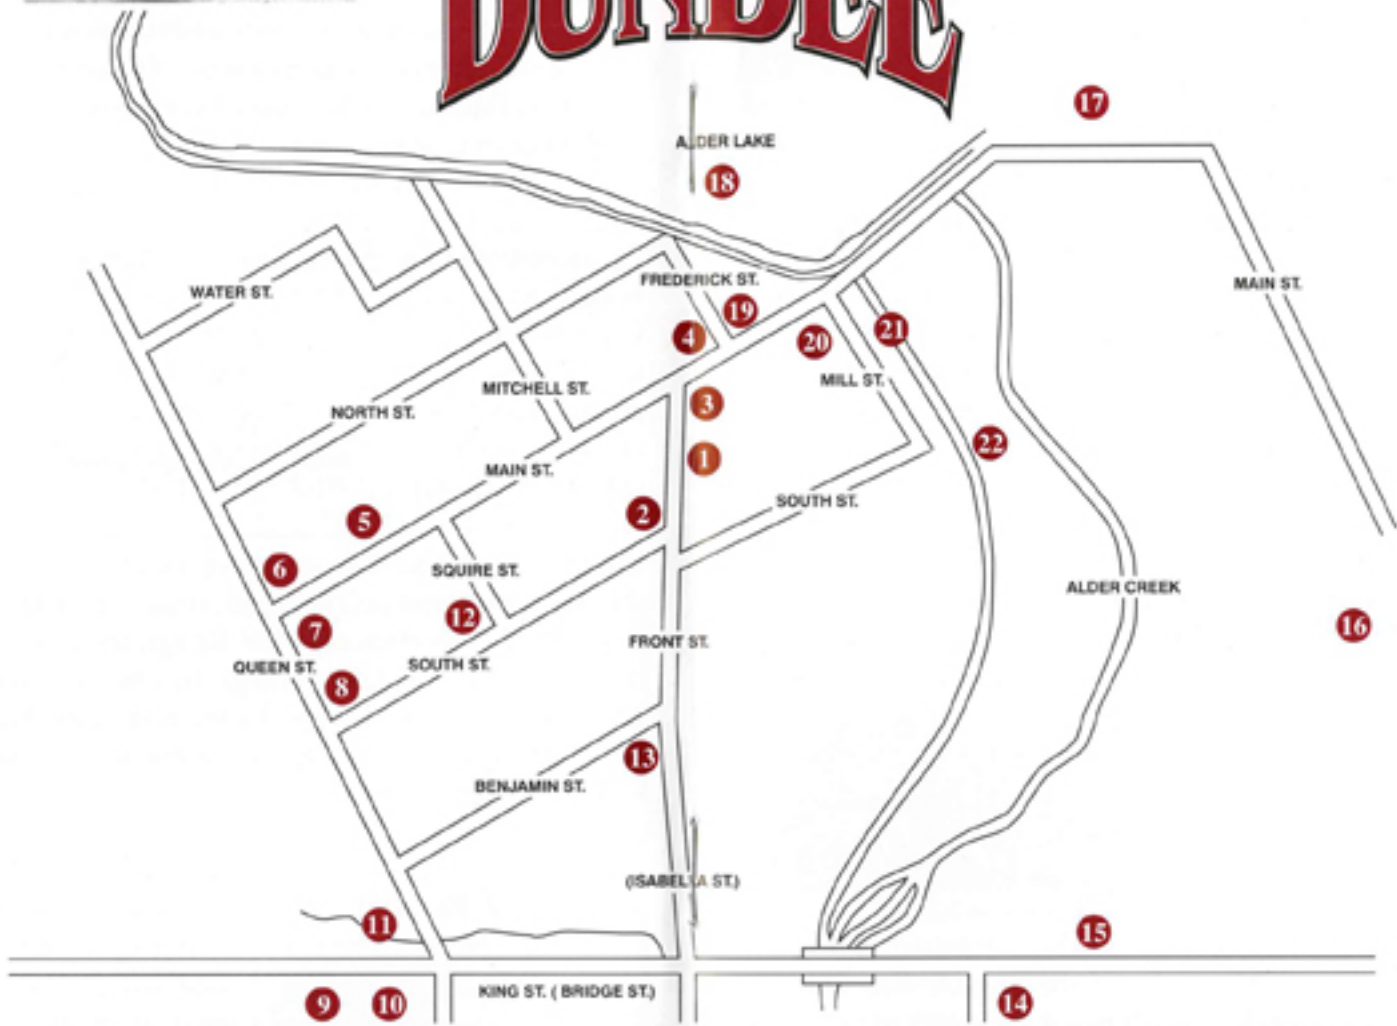 DUNDEE
17
ALDER LAKE
18
FREDERICK ST.
WATER ST.
MAIN ST.
19
4
21
20
MITCHELL ST.
MILL ST.
3
NORTH ST.
22
1
MAIN ST.
SOUTH ST.
2
5
6
SQUIRE ST.
ALDER CREEK
12
16
7
FRONT ST.
QUEEN ST.
SOUTH ST.
8
13
BENJAMIN ST.
(ISABELLA ST.)
11
15
KING ST. ( BRIDGE ST.)
9
10
14